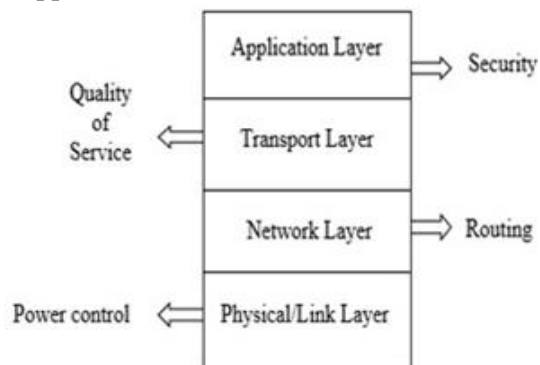 Application Layer
Security
Quality
of
Service
Transport Layer
Network Layer
Routing
Power control
Physical/Link Layer